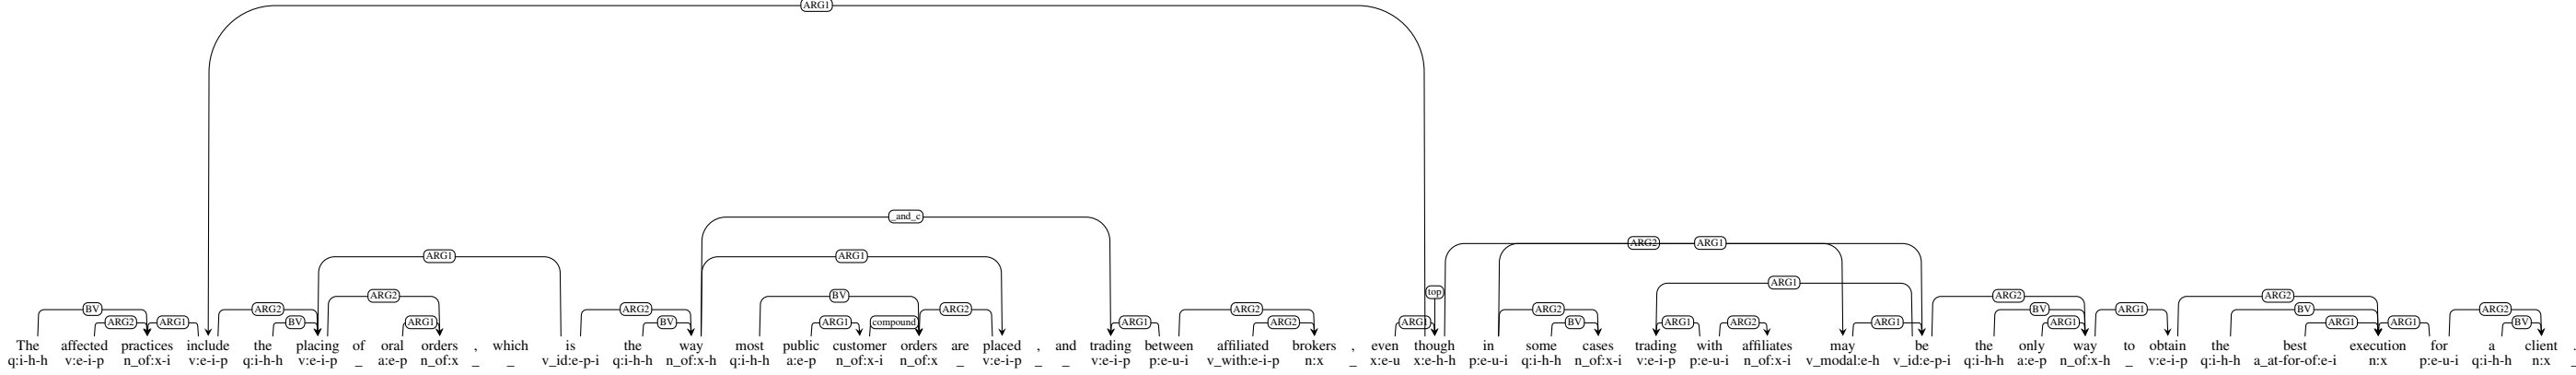 ARG1
_and_c
ARG2 ARG1
ARG1 ARG1
ARG1
top
ARG2 BV ARG2
BV ARG2 ARG2 BV ARG2 ARG2 ARG2 BV ARG1 BV ARG2
ARG2 ARG1 BV ARG1 BV ARG1 compound ARG1 ARG2 ARG1 BV ARG1 ARG2 ARG1 ARG1 ARG1 ARG1 BV
The affected practices include the placing of oral orders , which is the way most public customer orders are placed , and trading between affiliated brokers , even though in some cases trading with affiliates may be the only way to obtain the best execution for a client .
q:i-h-h v:e-i-p n_of:x-i v:e-i-p q:i-h-h v:e-i-p _ a:e-p n_of:x _ _ v_id:e-p-i q:i-h-h n_of:x-h q:i-h-h a:e-p n_of:x-i n_of:x _ v:e-i-p _ _ v:e-i-p p:e-u-i v_with:e-i-p n:x _ x:e-u x:e-h-h p:e-u-i q:i-h-h n_of:x-i v:e-i-p p:e-u-i n_of:x-i v_modal:e-h v_id:e-p-i q:i-h-h a:e-p n_of:x-h _ v:e-i-p q:i-h-h a_at-for-of:e-i n:x p:e-u-i q:i-h-h n:x